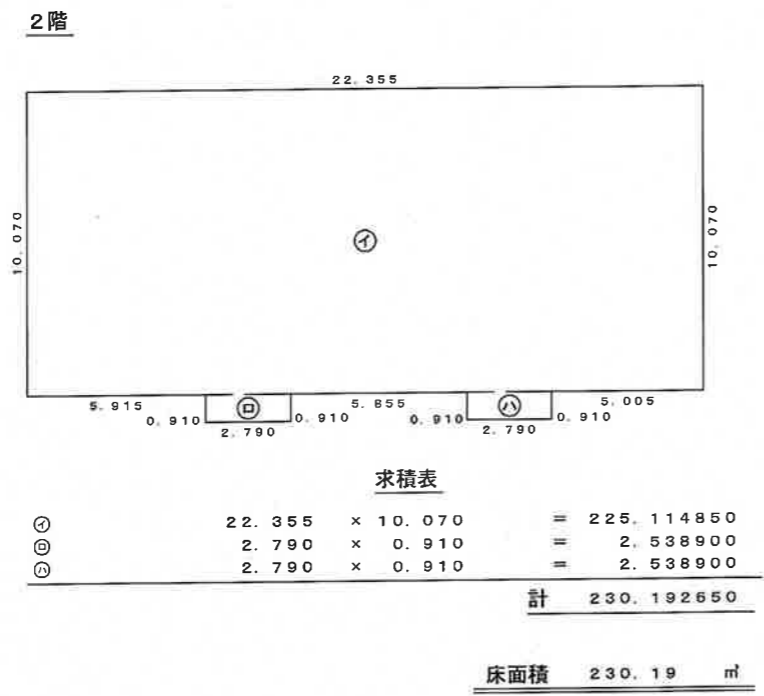 2階
22.355
10.070
10.070
㋑
5.915
0.910
㋺
2.790
0.910
5.855
0.910
㋩
2.790
0.910
5.005
求積表
㋑ 22.355 × 10.070 = 225.114850
㋺ 2.790 × 0.910 = 2.538900
㋩ 2.790 × 0.910 = 2.538900
計 230.192650
床面積 230.19 ㎡